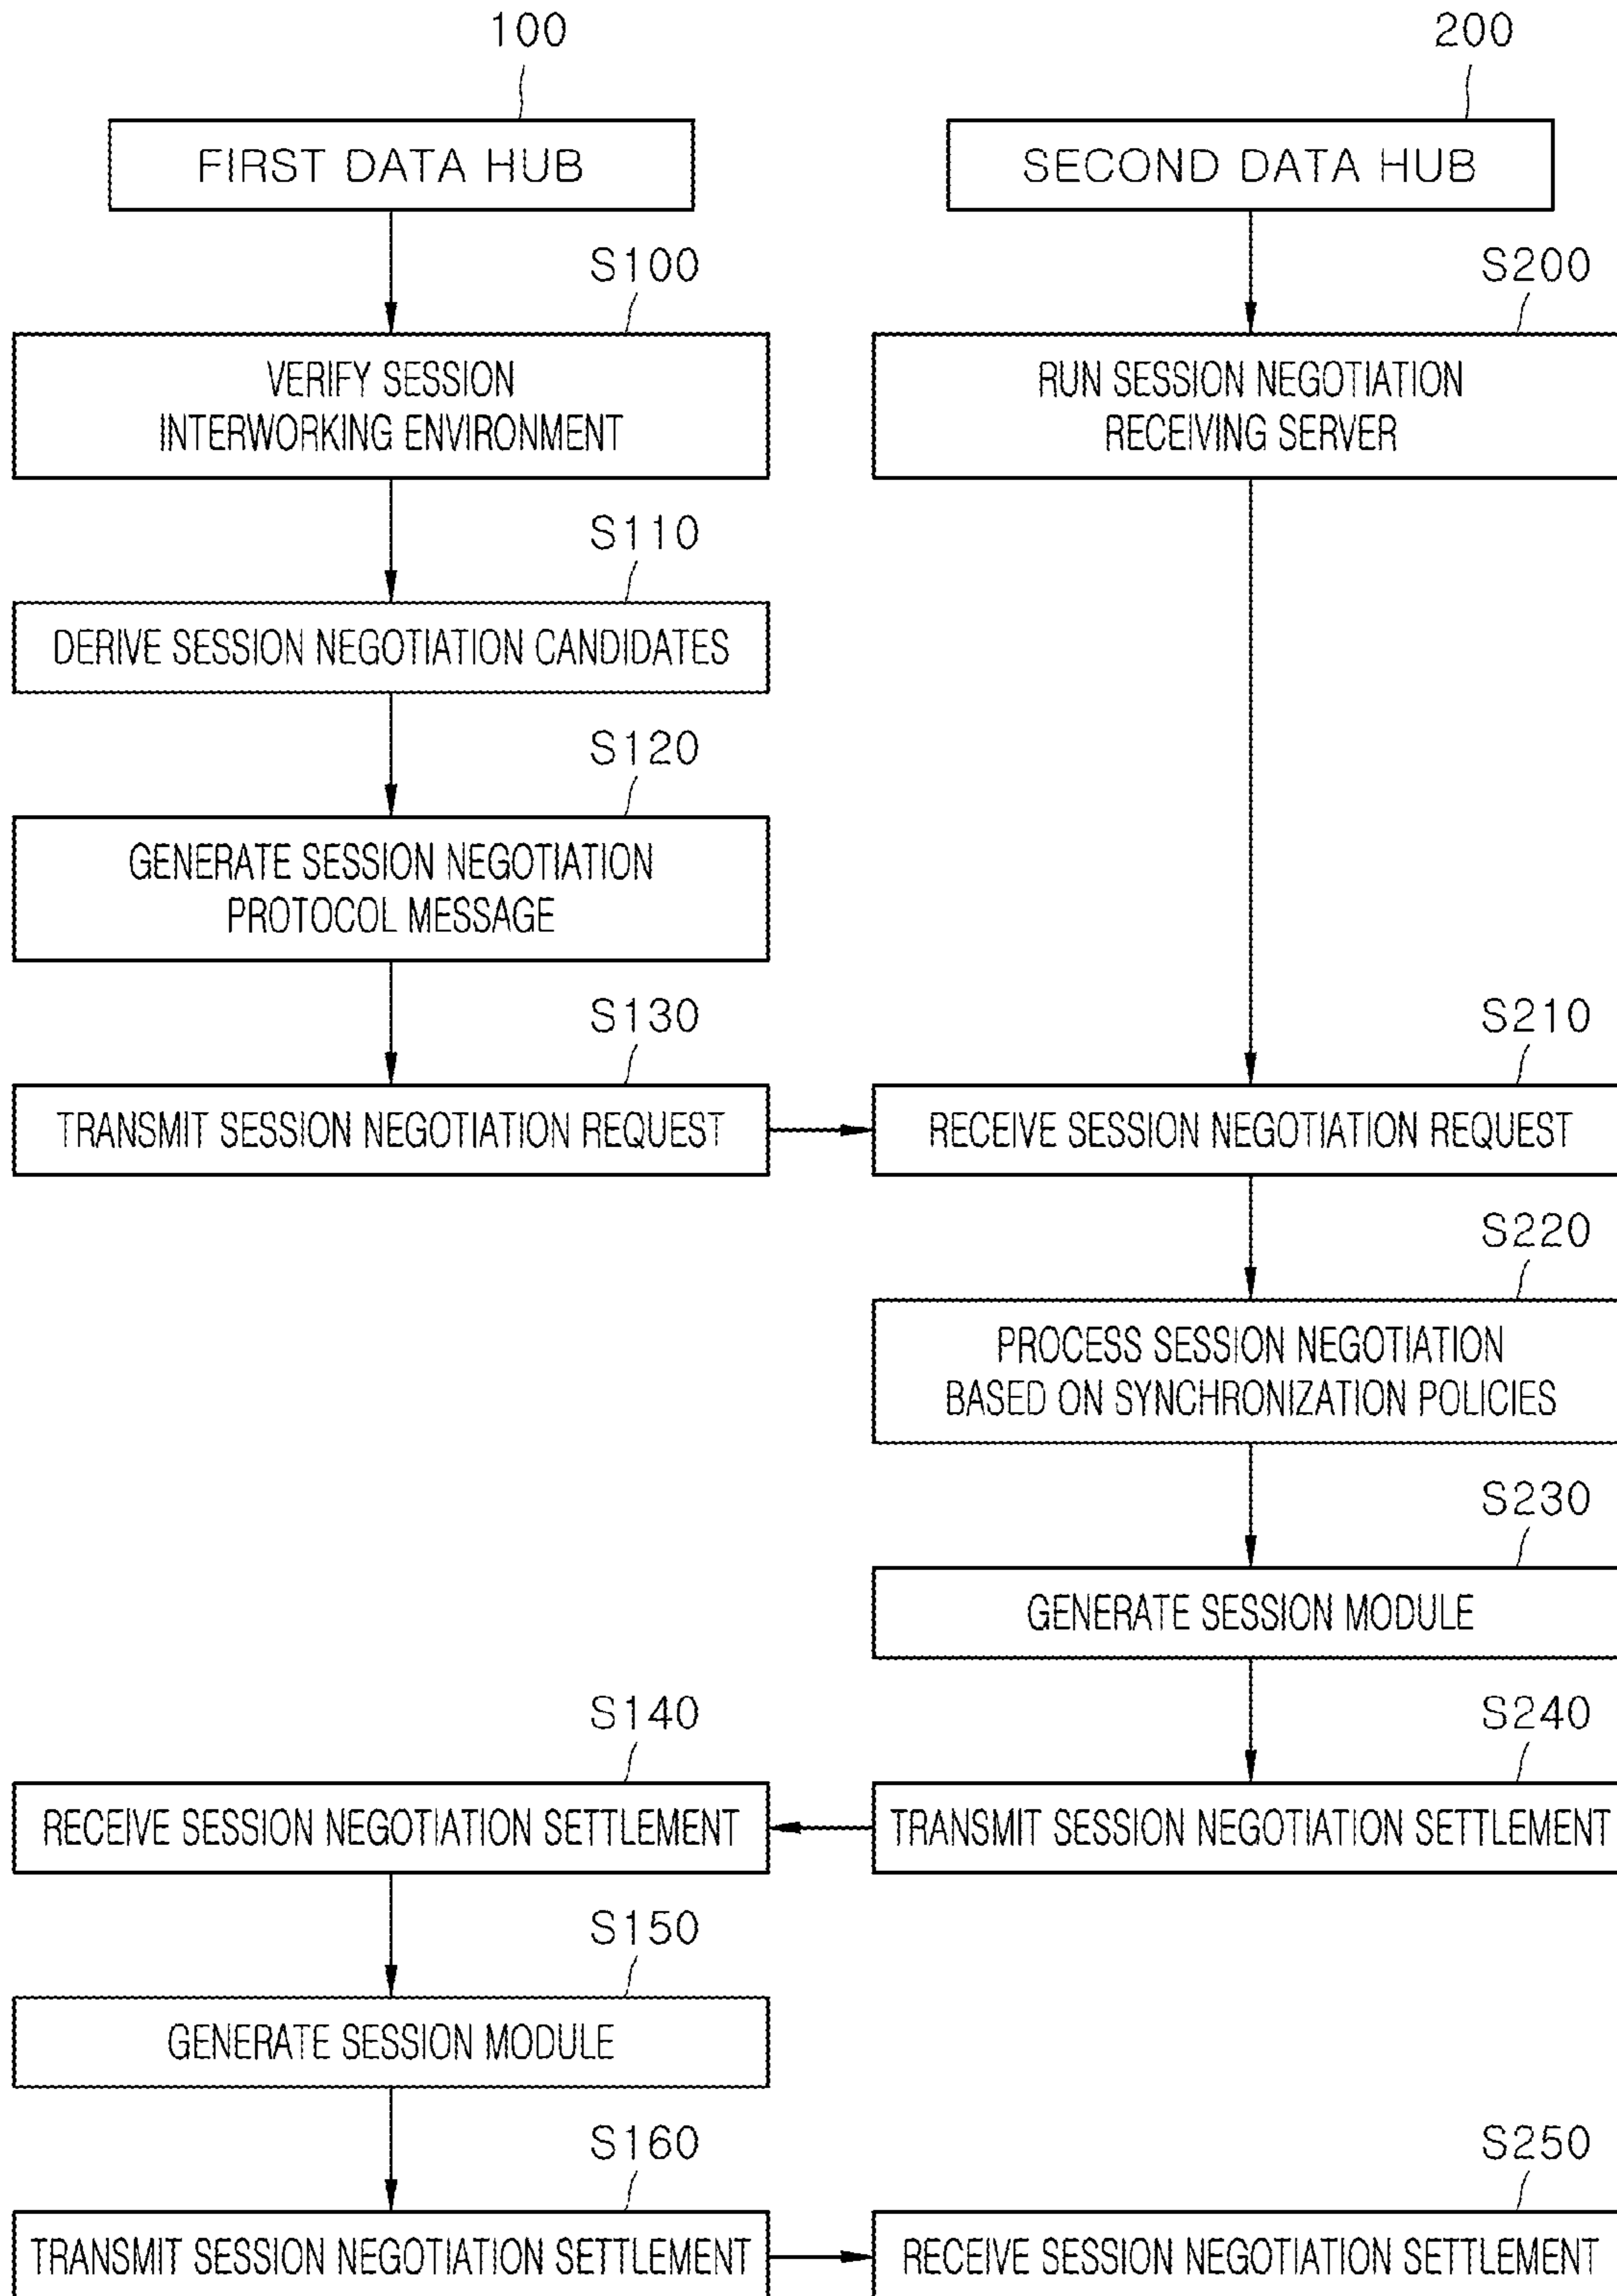 100
200
FIRST DATA HUB
SECOND DATA HUB
S100
S200
VERIFY SESSION
INTERWORKING ENVIRONMENT
RUN SESSION NEGOTIATION
RECEIVING SERVER
S110
DERIVE SESSION NEGOTIATION CANDIDATES
S120
GENERATE SESSION NEGOTIATION
PROTOCOL MESSAGE
S130
S210
TRANSMIT SESSION NEGOTIATION REQUEST
RECEIVE SESSION NEGOTIATION REQUEST
S220
PROCESS SESSION NEGOTIATION
BASED ON SYNCHRONIZATION POLICIES
S230
GENERATE SESSION MODULE
S140
S240
RECEIVE SESSION NEGOTIATION SETTLEMENT
TRANSMIT SESSION NEGOTIATION SETTLEMENT
S150
GENERATE SESSION MODULE
S160
S250
TRANSMIT SESSION NEGOTIATION SETTLEMENT
RECEIVE SESSION NEGOTIATION SETTLEMENT